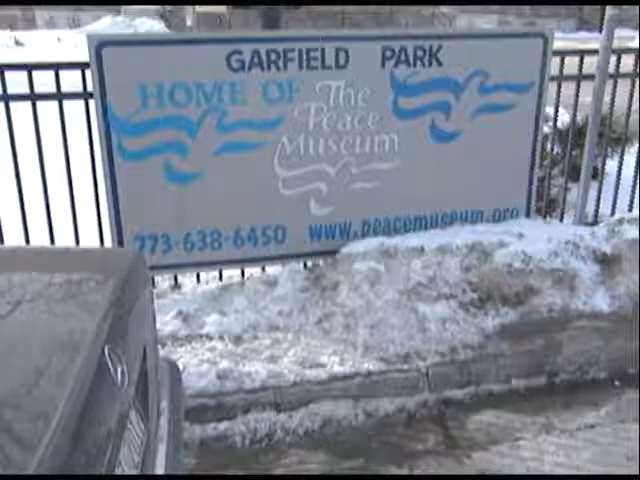 GARFIELD PARK
HOME OF The
Peace
Museum
773-638-6450 www.peacemuseum.org